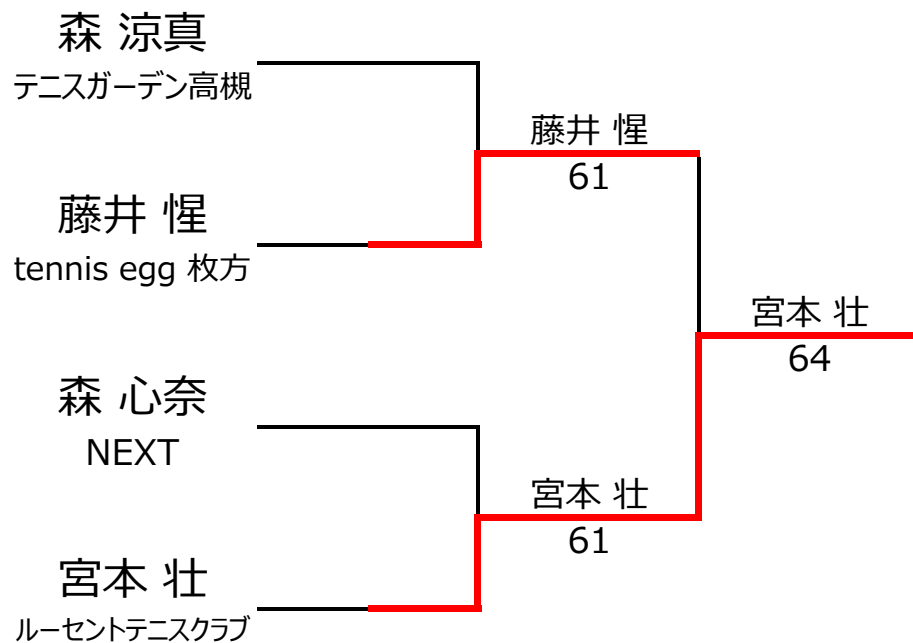 森 涼真
テニスガーデン高槻
藤井 惺
61
藤井 惺
tennis egg 枚方
宮本 壮
64
森 心奈
NEXT
宮本 壮
61
宮本 壮
ルーセントテニスクラブ